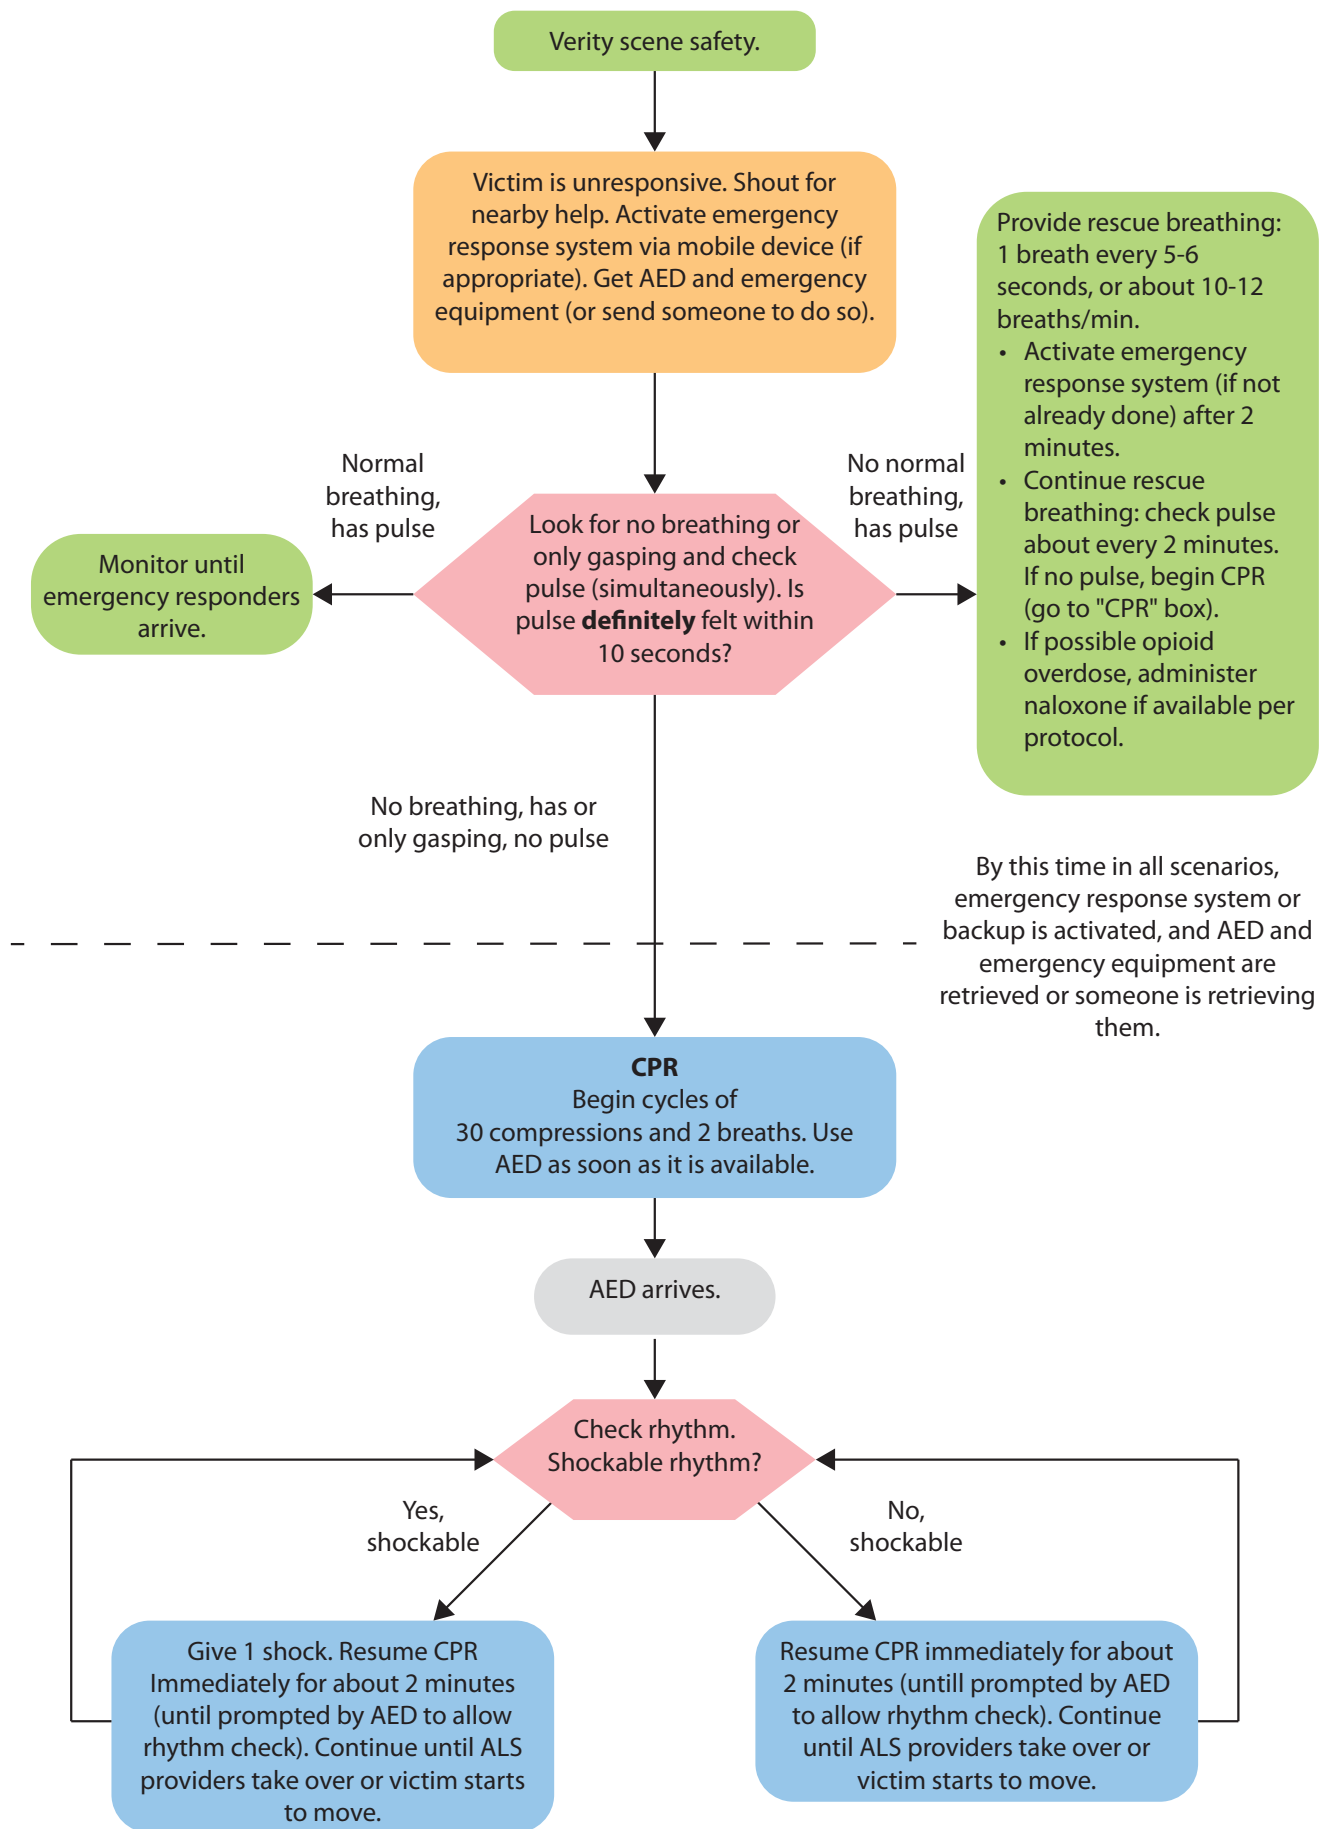 Verity scene safety.
Victim is unresponsive. Shout for
nearby help. Activate emergency
response system via mobile device (if
appropriate). Get AED and emergency
equipment (or send someone to do so).
Normal
breathing,
has pulse
No normal
breathing,
has pulse
Look for no breathing or
only gasping and check
pulse (simultaneously). Is
pulse definitely felt within
10 seconds?
Monitor until
emergency responders
arrive.
Provide rescue breathing:
1 breath every 5-6
seconds, or about 10-12
breaths/min.
• Activate emergency
response system (if not
already done) after 2
minutes.
• Continue rescue
breathing: check pulse
about every 2 minutes.
If no pulse, begin CPR
(go to "CPR" box).
• If possible opioid
overdose, administer
naloxone if available per
protocol.
No breathing, has or
only gasping, no pulse
By this time in all scenarios,
emergency response system or
backup is activated, and AED and
emergency equipment are
retrieved or someone is retrieving
them.
CPR
Begin cycles of
30 compressions and 2 breaths. Use
AED as soon as it is available.
AED arrives.
Check rhythm.
Shockable rhythm?
Yes,
shockable
No,
shockable
Give 1 shock. Resume CPR
Immediately for about 2 minutes
(until prompted by AED to allow
rhythm check). Continue until ALS
providers take over or victim starts
to move.
Resume CPR immediately for about
2 minutes (untill prompted by AED
to allow rhythm check). Continue
until ALS providers take over or
victim starts to move.